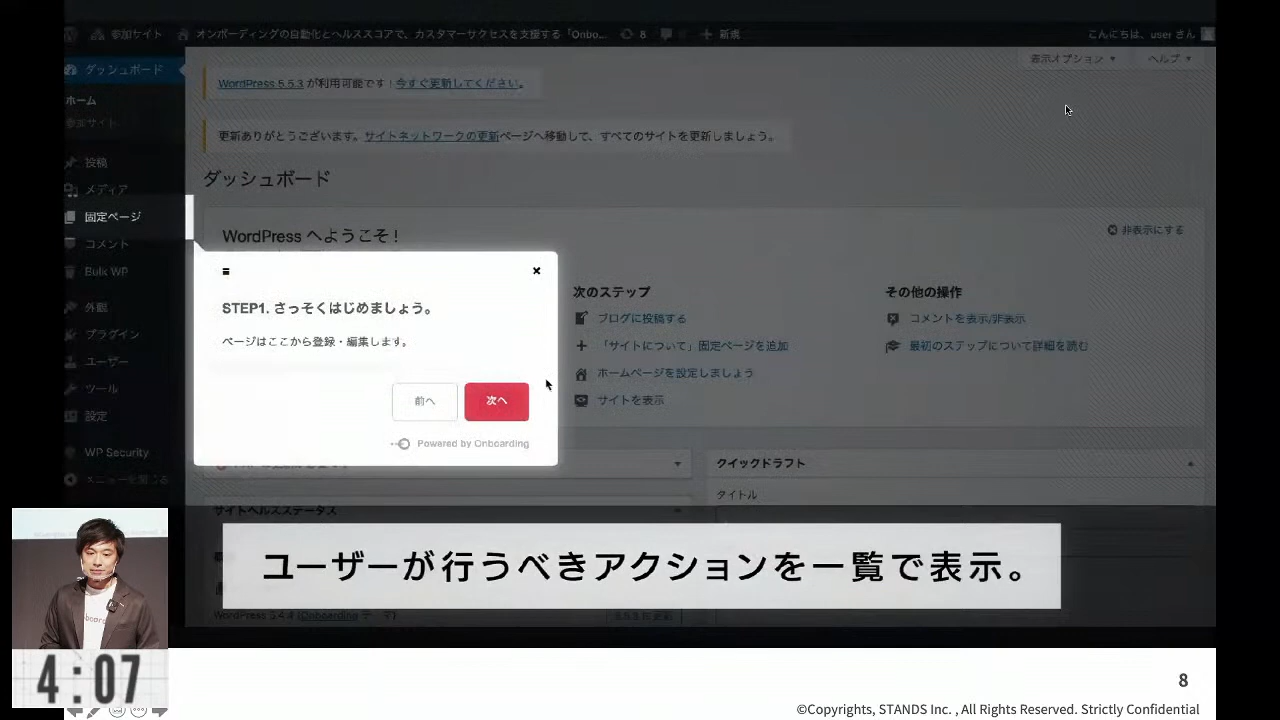 参加サイト オンボーディングの自動化とヘルススコアで、カスタマーサクセスを支援する「Onbo... 8 新規 こんにちは、user さん
ダッシュボード
表示オプション ヘルプ
WordPress 5.5.3 が利用可能です！今すぐ更新してください。
ホーム
参加サイト
更新ありがとうございます。サイトネットワークの更新ページへ移動して、すべてのサイトを更新しましょう。
投稿
メディア
固定ページ
コメント
Bulk WP
外観
プラグイン
ユーザー
ツール
設定
WP Security
メニューを閉じる
ダッシュボード
WordPress へようこそ！
非表示にする
STEP1. さっそくはじめましょう。
ページはここから登録・編集します。
前へ 次へ
Powered by Onboarding
次のステップ
ブログに投稿する
「サイトについて」固定ページを追加
ホームページを設定しましょう
サイトを表示
その他の操作
コメントを表示/非表示
最初のステップについて詳細を読む
クイックドラフト
タイトル
サイトヘルスステータス
ユーザーが行うべきアクションを一覧で表示。
4:07
8
©Copyrights, STANDS Inc. , All Rights Reserved. Strictly Confidential